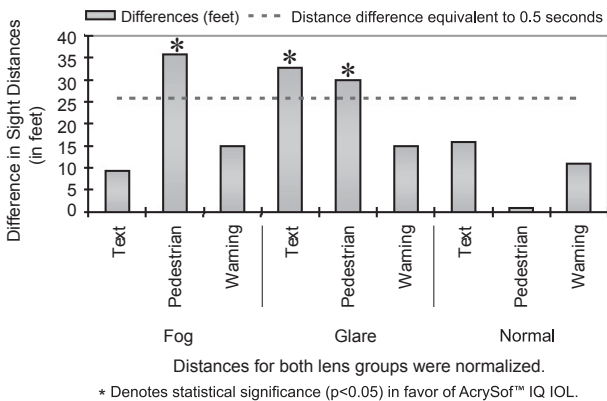 Differences (feet) Distance difference equivalent to 0.5 seconds
Difference in Sight Distances
(in feet)
40
35
30
25
20
15
10
5
0
* * *
Text Pedestrian Warning Text Pedestrian Warning Text Pedestrian Warning
Fog Glare Normal
Distances for both lens groups were normalized.
* Denotes statistical significance (p<0.05) in favor of AcrySof™ IQ IOL.